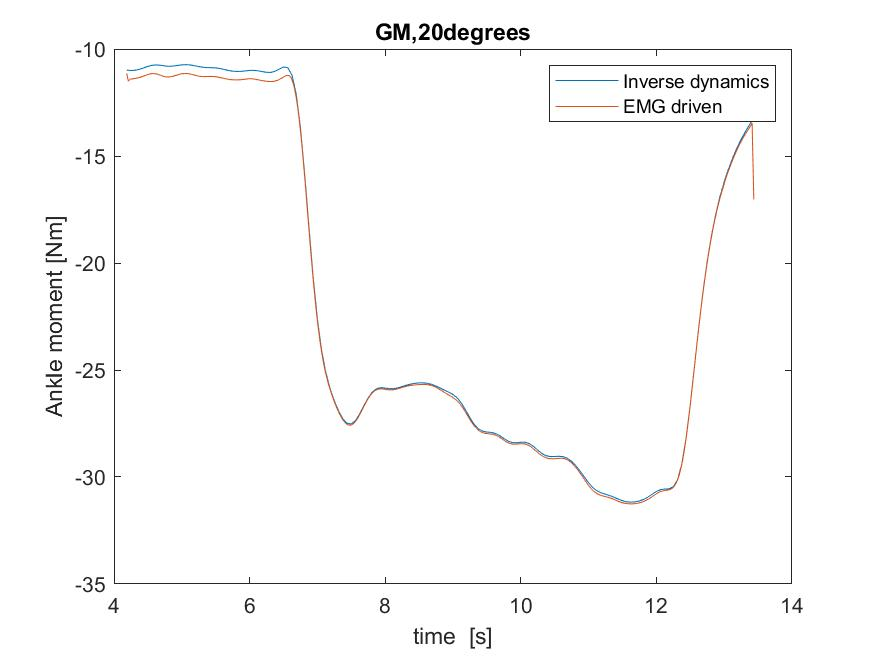 GM,20degrees
Inverse dynamics
EMG driven
Ankle moment [Nm]
-10
-15
-20
-25
-30
-35
4 6 8 10 12 14
time [s]